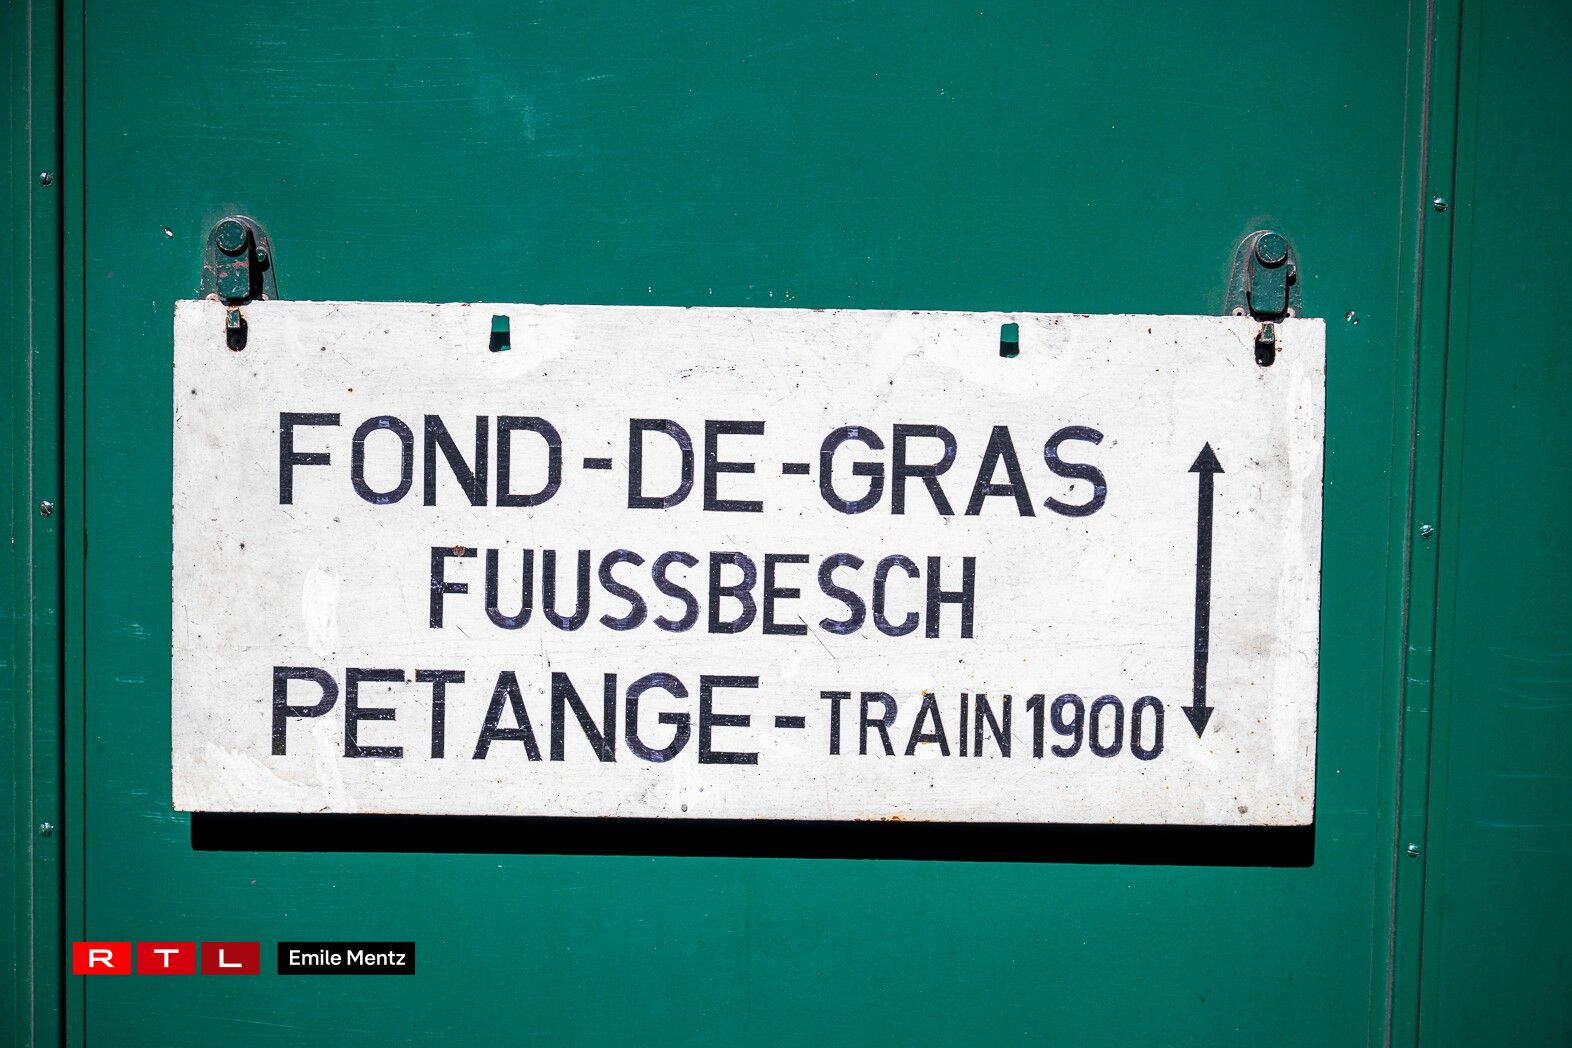 FOND-DE-GRAS
FUUSSBESCH
PETANGE-TRAIN 1900
RTL Emile Mentz